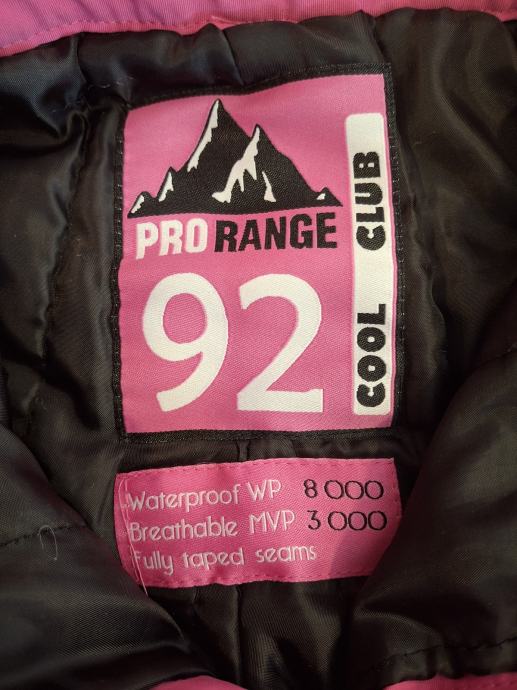 PRO RANGE
92
COOL CLUB
Waterproof WP 8 000
Breathable MVP 3 000
Fully taped seams